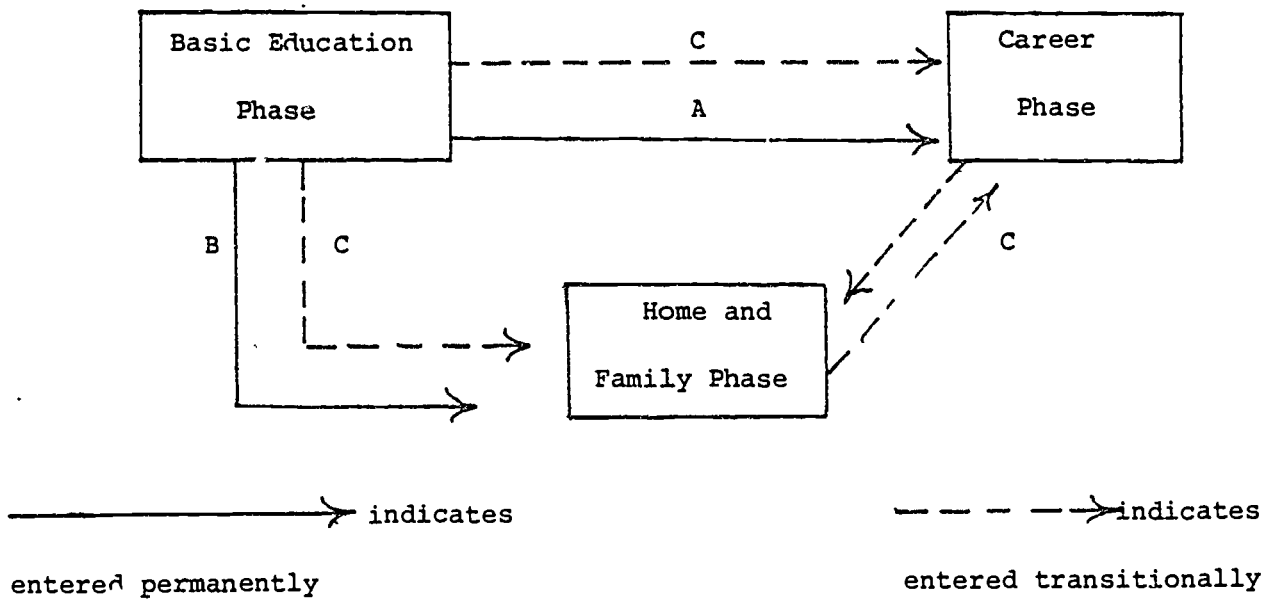 Basic Education
Phase
C
A
Career
Phase
B
C
C
Home and
Family Phase
indicates
entered permanently
indicates
entered transitionally